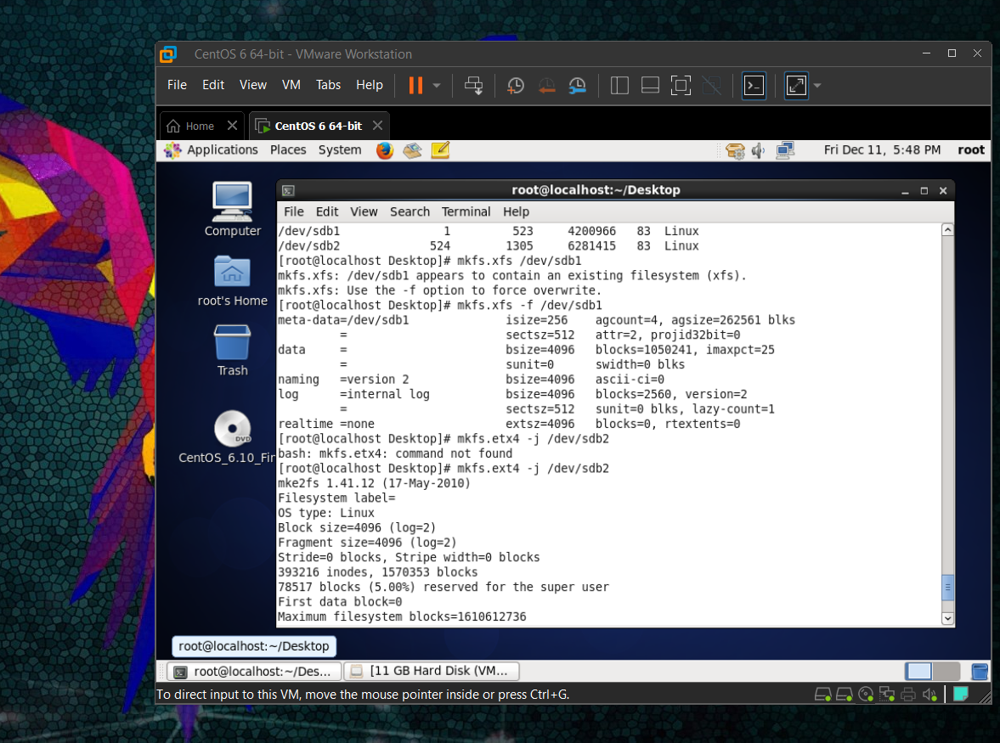 CentOS 6 64-bit - VMware Workstation
File Edit View VM Tabs Help
Home CentOS 6 64-bit
Applications Places System Fri Dec 11, 5:48 PM root
root@localhost:~/Desktop
File Edit View Search Terminal Help
Computer
root's Home
Trash
DVD
CentOS_6.10_Fin
/dev/sdb1 1 523 4200966 83 Linux
/dev/sdb2 524 1305 6281415 83 Linux
[root@localhost Desktop]# mkfs.xfs /dev/sdb1
mkfs.xfs: /dev/sdb1 appears to contain an existing filesystem (xfs).
mkfs.xfs: Use the -f option to force overwrite.
[root@localhost Desktop]# mkfs.xfs -f /dev/sdb1
meta-data=/dev/sdb1 isize=256 agcount=4, agsize=262561 blks
= sectsz=512 attr=2, projid32bit=0
data = bsize=4096 blocks=1050241, imaxpct=25
= sunit=0 swidth=0 blks
naming =version 2 bsize=4096 ascii-ci=0
log =internal log bsize=4096 blocks=2560, version=2
= sectsz=512 sunit=0 blks, lazy-count=1
realtime =none extsz=4096 blocks=0, rtextents=0
[root@localhost Desktop]# mkfs.etx4 -j /dev/sdb2
bash: mkfs.etx4: command not found
[root@localhost Desktop]# mkfs.ext4 -j /dev/sdb2
mke2fs 1.41.12 (17-May-2010)
Filesystem label=
OS type: Linux
Block size=4096 (log=2)
Fragment size=4096 (log=2)
Stride=0 blocks, Stripe width=0 blocks
393216 inodes, 1570353 blocks
78517 blocks (5.00%) reserved for the super user
First data block=0
Maximum filesystem blocks=1610612736
root@localhost:~/Desktop
root@localhost:~/Des... [11 GB Hard Disk (VM...
To direct input to this VM, move the mouse pointer inside or press Ctrl+G.